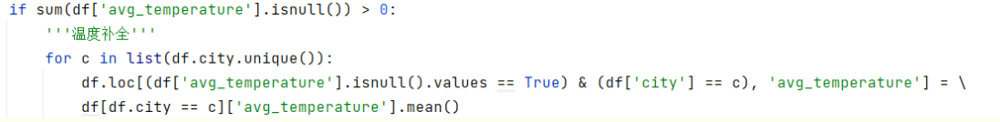 if sum(df['avg_temperature'].isnull()) > 0:
    '''温度补全'''
    for c in list(df.city.unique()):
        df.loc[(df['avg_temperature'].isnull().values == True) & (df['city'] == c), 'avg_temperature'] = \
        df[df.city == c]['avg_temperature'].mean()